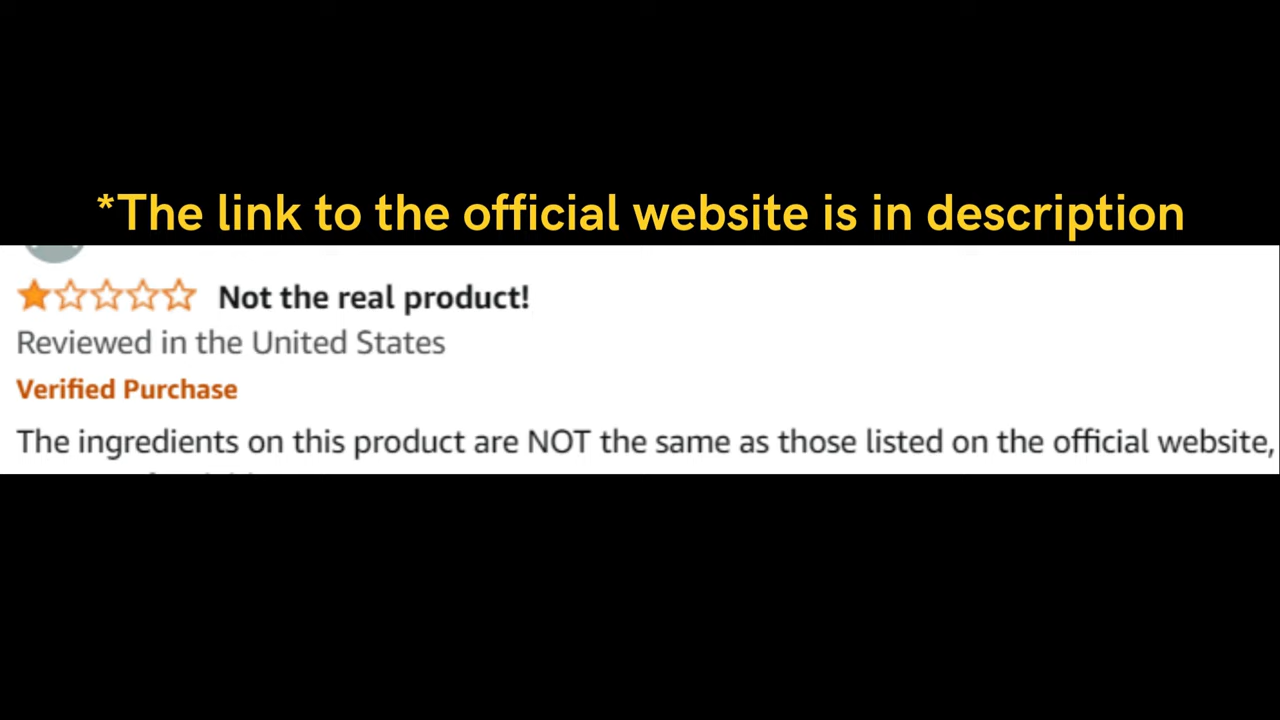 *The link to the official website is in description
Not the real product!
Reviewed in the United States
Verified Purchase
The ingredients on this product are NOT the same as those listed on the official website,